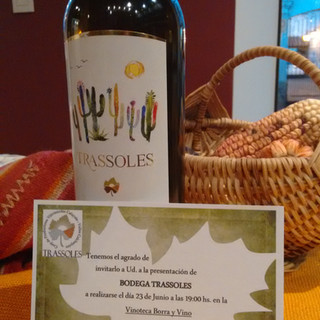 TRASSOLES
TRASSOLES
Tenemos el agrado de
invitarlo a Ud. a la presentación de
BODEGA TRASSOLES
a realizarse el día 23 de Junio a las 19:00 hs. en la
Vinoteca Borra y Vino